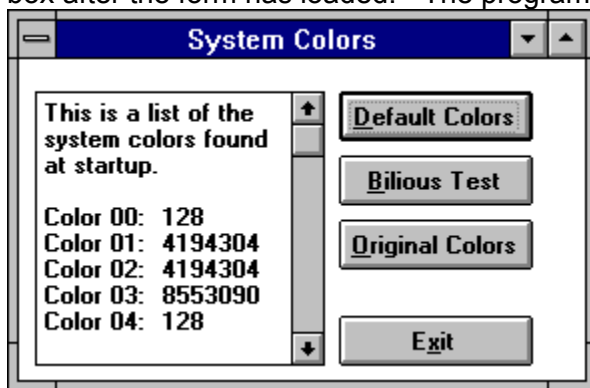 box after the form has loaded. The program
System Colors
This is a list of the
system colors found
at startup.
Color 00: 128
Color 01: 4194304
Color 02: 4194304
Color 03: 8553090
Color 04: 128
Default Colors
Bilious Test
Original Colors
Exit